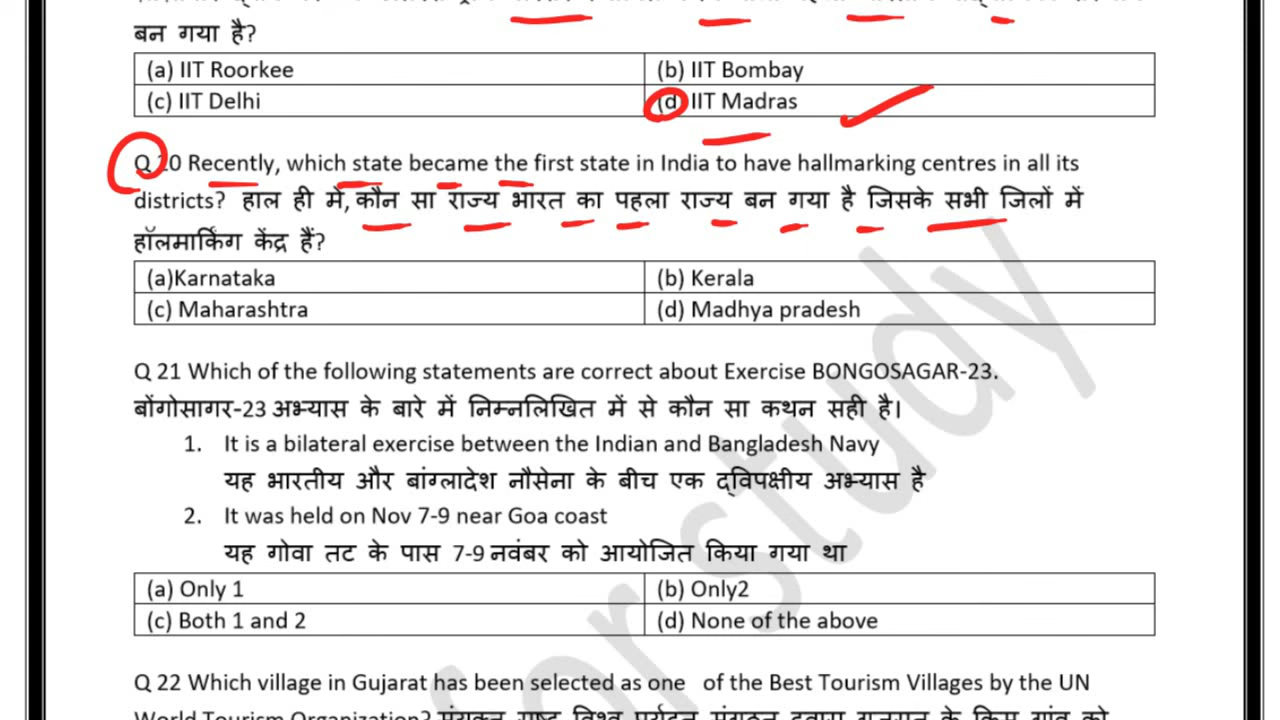 बन गया है?
(a) IIT Roorkee (b) IIT Bombay
(c) IIT Delhi (d) IIT Madras
Q 20 Recently, which state became the first state in India to have hallmarking centres in all its
districts? हाल ही में, कौन सा राज्य भारत का पहला राज्य बन गया है जिसके सभी जिलों में
हॉलमार्किंग केंद्र हैं?
(a)Karnataka (b) Kerala
(c) Maharashtra (d) Madhya pradesh
Q 21 Which of the following statements are correct about Exercise BONGOSAGAR-23.
बोंगोसागर-23 अभ्यास के बारे में निम्नलिखित में से कौन सा कथन सही है।
1. It is a bilateral exercise between the Indian and Bangladesh Navy
यह भारतीय और बांग्लादेश नौसेना के बीच एक द्विपक्षीय अभ्यास है
2. It was held on Nov 7-9 near Goa coast
यह गोवा तट के पास 7-9 नवंबर को आयोजित किया गया था
(a) Only 1 (b) Only2
(c) Both 1 and 2 (d) None of the above
Q 22 Which village in Gujarat has been selected as one of the Best Tourism Villages by the UN
World Tourism Organization?
for study